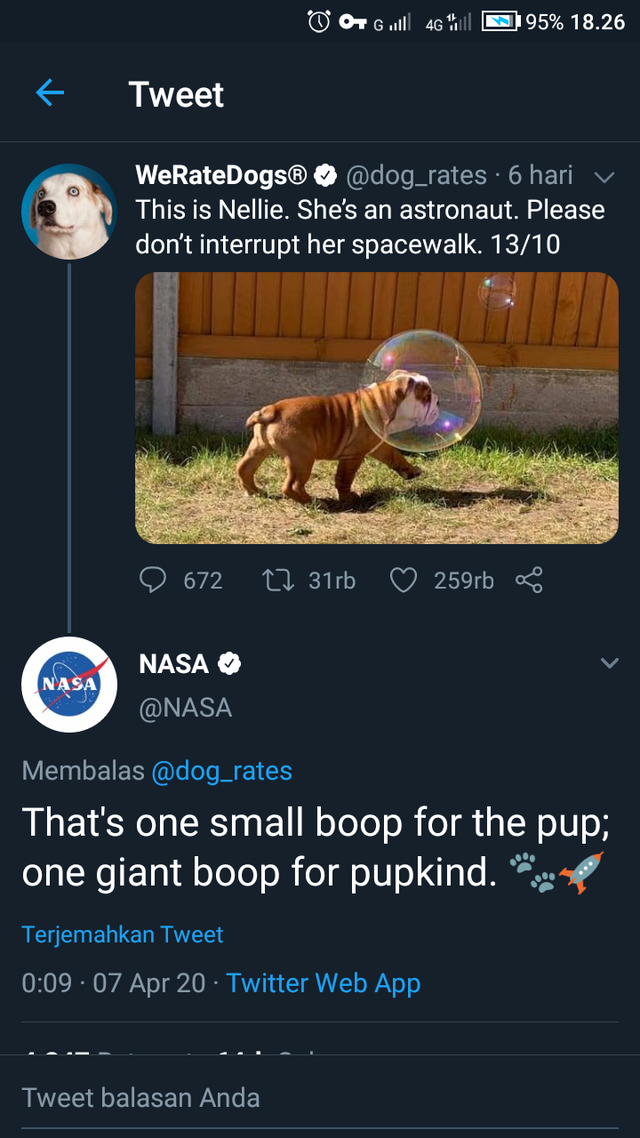 G 4G 95% 18.26
Tweet
WeRateDogs® @dog_rates · 6 hari
This is Nellie. She’s an astronaut. Please
don’t interrupt her spacewalk. 13/10
672 31rb 259rb
NASA
NASA
@NASA
Membalas @dog_rates
That's one small boop for the pup;
one giant boop for pupkind. 🐾🚀
Terjemahkan Tweet
0:09 · 07 Apr 20 · Twitter Web App
Tweet balasan Anda